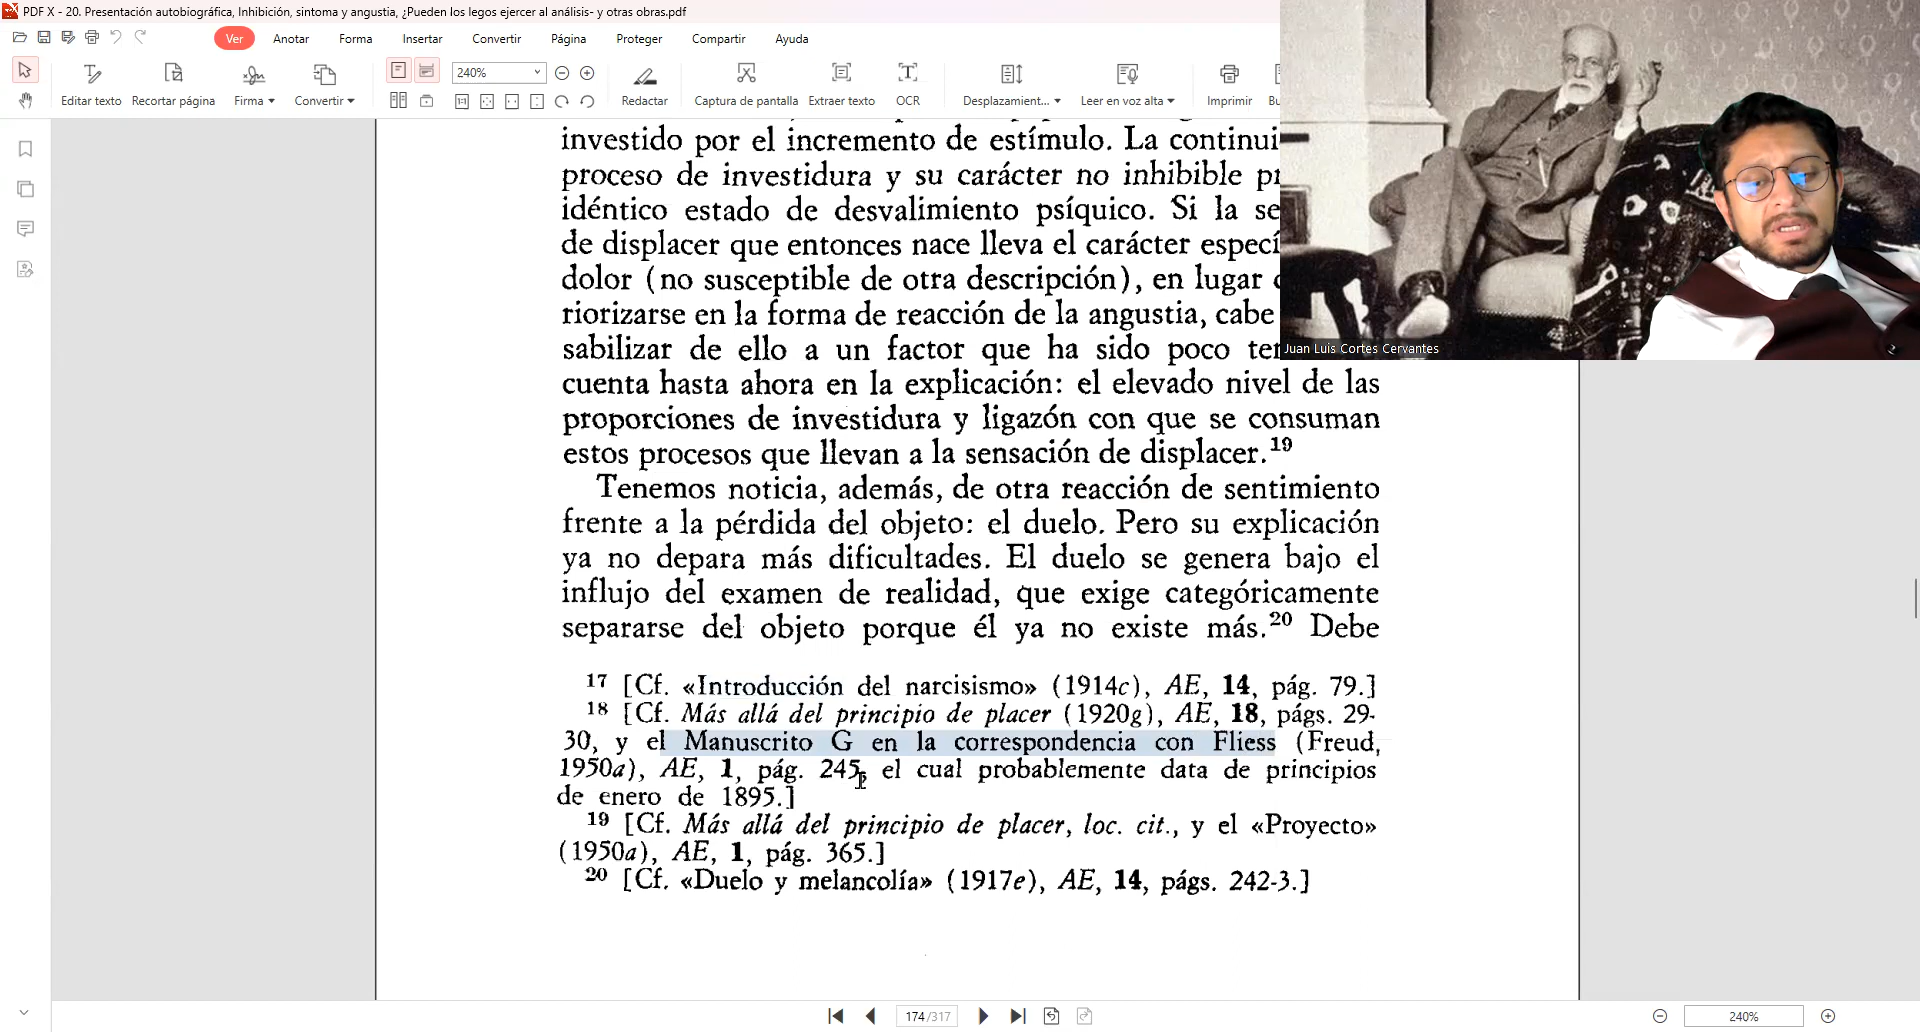 PDF X - 20. Presentación autobiográfica, Inhibición, sintoma y angustia, ¿Pueden los legos ejercer al análisis- y otras obras.pdf
Ver Anotar Forma Insertar Convertir Página Proteger Compartir Ayuda
240%
Editar texto Recortar página Firma Convertir Redactar Captura de pantalla Extraer texto OCR Desplazamient... Leer en voz alta Imprimir Bu
investido por el incremento de estímulo. La continui
proceso de investidura y su carácter no inhibible pr
idéntico estado de desvalimiento psíquico. Si la se
de displacer que entonces nace lleva el carácter especí
dolor (no susceptible de otra descripción), en lugar
riorizarse en la forma de reacción de la angustia, cabe
sabilizar de ello a un factor que ha sido poco ten
Juan Luis Cortes Cervantes
cuenta hasta ahora en la explicación: el elevado nivel de las
proporciones de investidura y ligazón con que se consuman
estos procesos que llevan a la sensación de displacer.¹⁹
Tenemos noticia, además, de otra reacción de sentimiento
frente a la pérdida del objeto: el duelo. Pero su explicación
ya no depara más dificultades. El duelo se genera bajo el
influjo del examen de realidad, que exige categóricamente
separarse del objeto porque él ya no existe más.²⁰ Debe
¹⁷ [Cf. «Introducción del narcisismo» (1914c), AE, 14, pág. 79.]
¹⁸ [Cf. Más allá del principio de placer (1920g), AE, 18, págs. 29-
30, y el Manuscrito G en la correspondencia con Fliess (Freud,
1950a), AE, 1, pág. 245, el cual probablemente data de principios
de enero de 1895.]
¹⁹ [Cf. Más allá del principio de placer, loc. cit., y el «Proyecto»
(1950a), AE, 1, pág. 365.]
²⁰ [Cf. «Duelo y melancolía» (1917e), AE, 14, págs. 242-3.]
174/317
240%